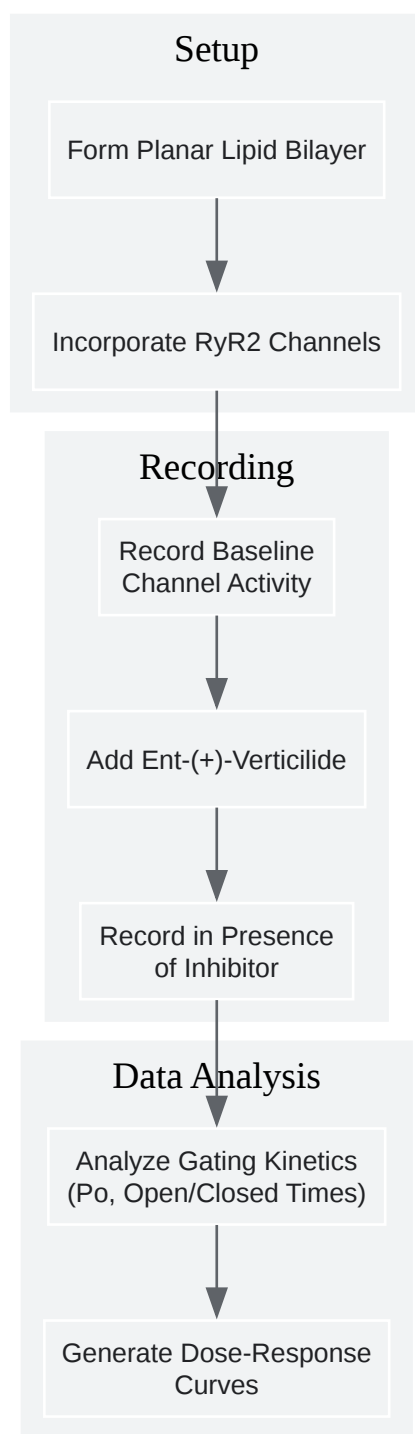 Setup
Form Planar Lipid Bilayer
Incorporate RyR2 Channels
Recording
Record Baseline
Channel Activity
Add Ent-(+)-Verticilide
Record in Presence
of Inhibitor
Data Analysis
Analyze Gating Kinetics
(Po, Open/Closed Times)
Generate Dose-Response
Curves